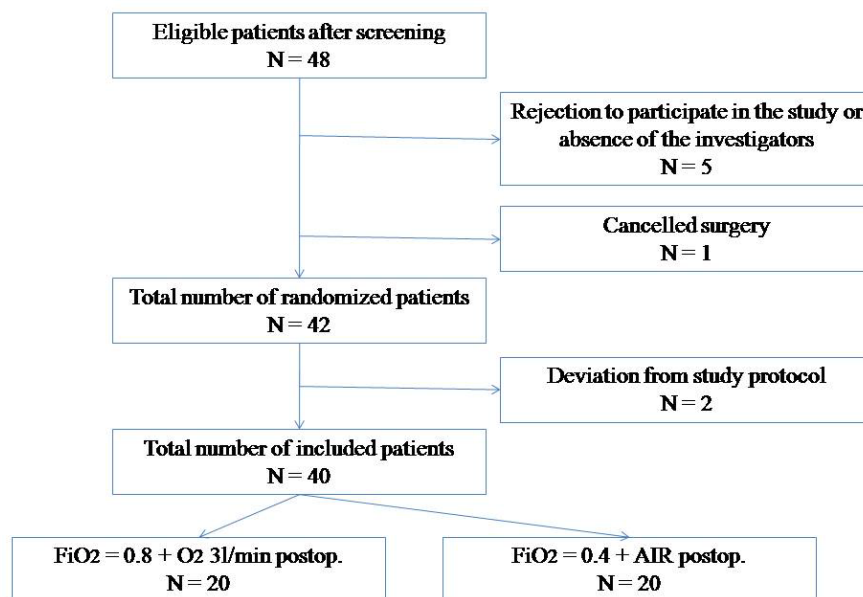 Eligible patients after screening
N = 48
Rejection to participate in the study or
absence of the investigators
N = 5
Cancelled surgery
N = 1
Total number of randomized patients
N = 42
Deviation from study protocol
N = 2
Total number of included patients
N = 40
FiO2 = 0.8 + O2 3l/min postop.
N = 20
FiO2 = 0.4 + AIR postop.
N = 20